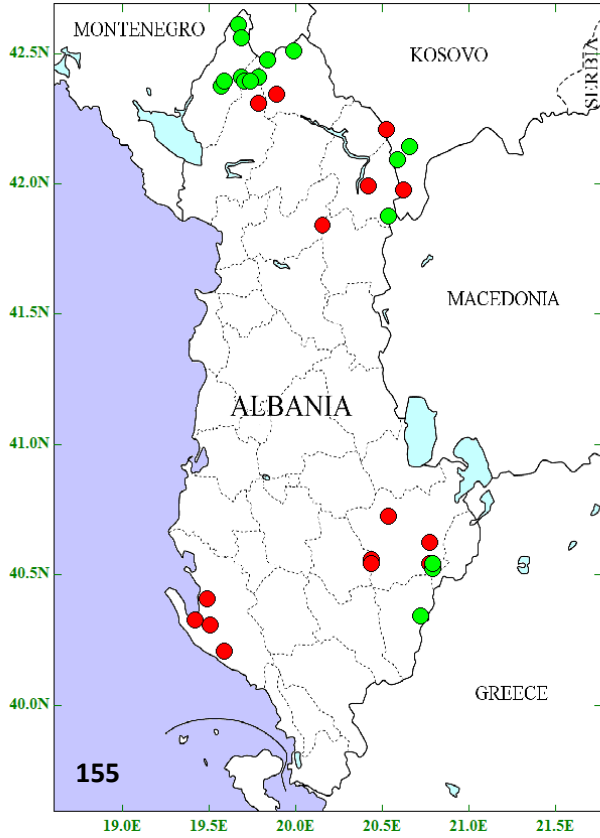 MONTENEGRO
KOSOVO
SERBIA
42.5N
42.0N
MACEDONIA
41.5N
ALBANIA
41.0N
40.5N
GREECE
40.0N
155
19.0E 19.5E 20.0E 20.5E 21.0E 21.5E